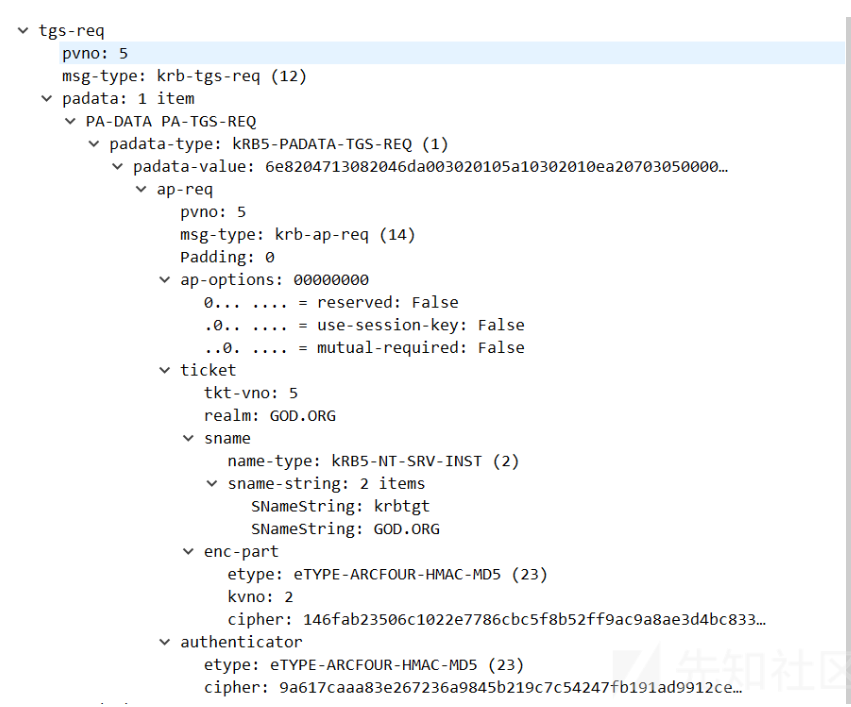 tgs-req
pvno: 5
msg-type: krb-tgs-req (12)
padata: 1 item
PA-DATA PA-TGS-REQ
padata-type: kRB5-PADATA-TGS-REQ (1)
padata-value: 6e8204713082046da003020105a10302010ea20703050000…
ap-req
pvno: 5
msg-type: krb-ap-req (14)
Padding: 0
ap-options: 00000000
0... .... = reserved: False
.0.. .... = use-session-key: False
..0. .... = mutual-required: False
ticket
tkt-vno: 5
realm: GOD.ORG
sname
name-type: kRB5-NT-SRV-INST (2)
sname-string: 2 items
SNameString: krbtgt
SNameString: GOD.ORG
enc-part
etype: eTYPE-ARCFOUR-HMAC-MD5 (23)
kvno: 2
cipher: 146fab23506c1022e7786cbc5f8b52ff9ac9a8ae3d4bc833…
authenticator
etype: eTYPE-ARCFOUR-HMAC-MD5 (23)
cipher: 9a617caaa83e267236a9845b219c7c54247fb191ad9912ce…
先知社区